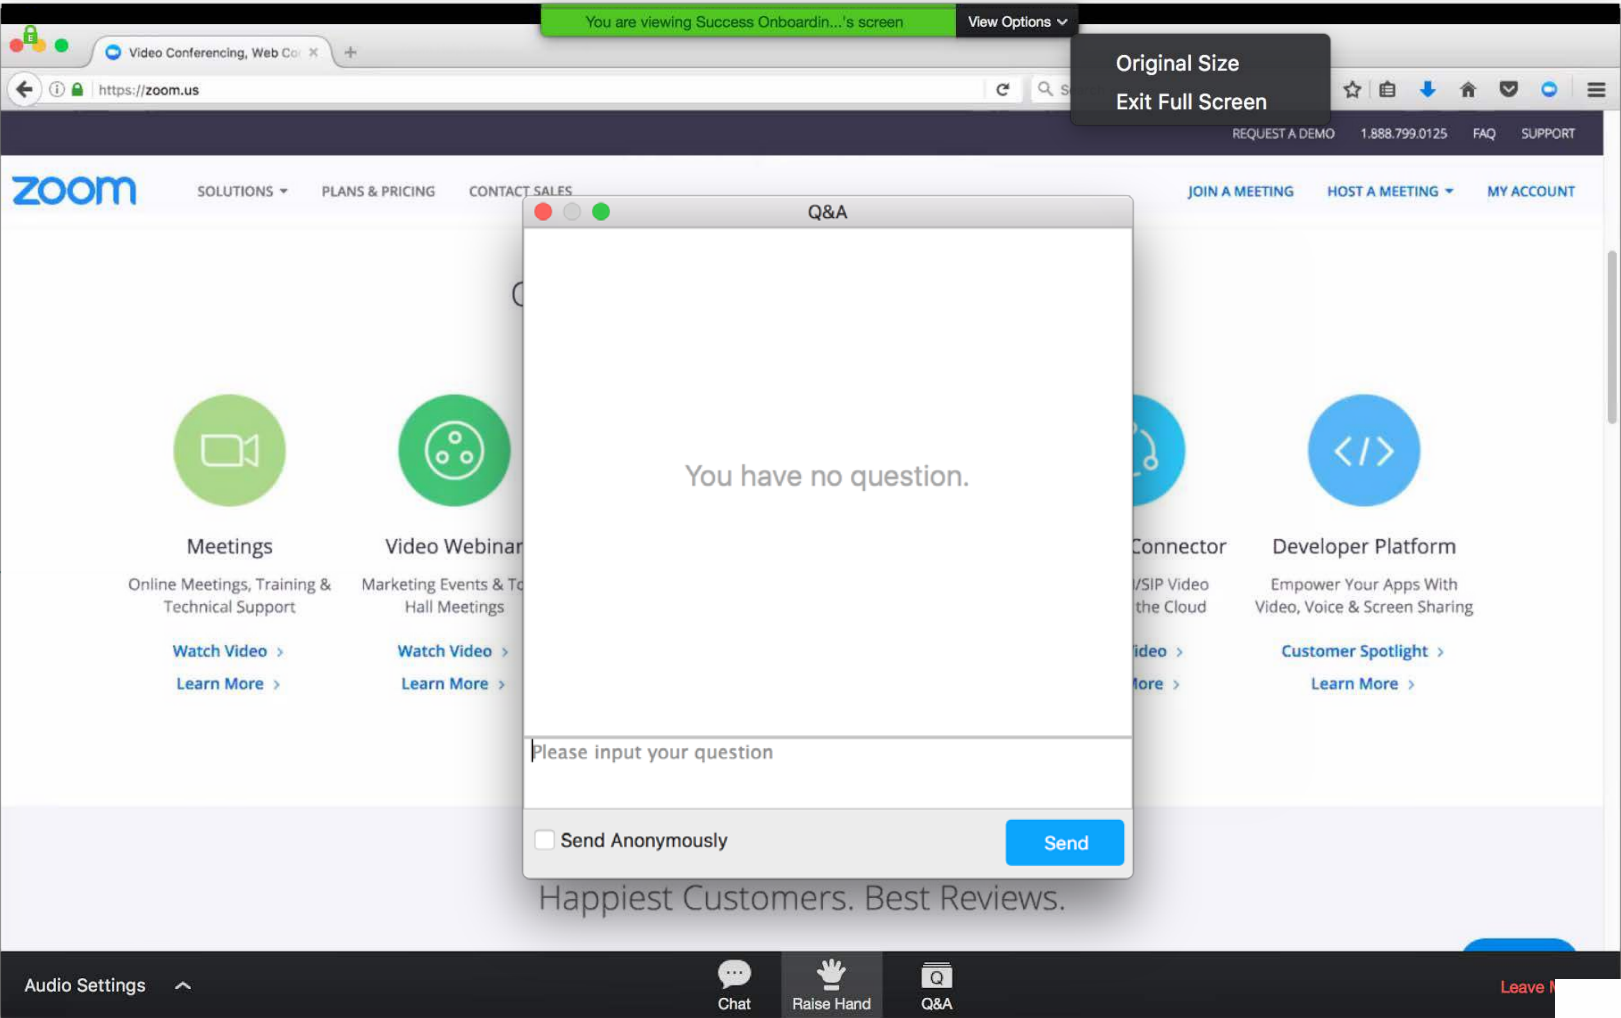 You are viewing Success Onboardin...'s screen
View Options
Original Size
Exit Full Screen
E
Video Conferencing, Web Co
https://zoom.us
REQUEST A DEMO
1.888.799.0125
FAQ
SUPPORT
zoom
SOLUTIONS
PLANS & PRICING
CONTACT SALES
JOIN A MEETING
HOST A MEETING
MY ACCOUNT
Q&A
You have no question.
Meetings
Online Meetings, Training &
Technical Support
Watch Video >
Learn More >
Video Webinar
Marketing Events & To
Hall Meetings
Watch Video >
Learn More >
Connector
/SIP Video
the Cloud
ideo >
More >
</>
Developer Platform
Empower Your Apps With
Video, Voice & Screen Sharing
Customer Spotlight >
Learn More >
Please input your question
Send Anonymously
Send
Happiest Customers. Best Reviews.
Audio Settings
Chat
Raise Hand
Q
Q&A
Leave